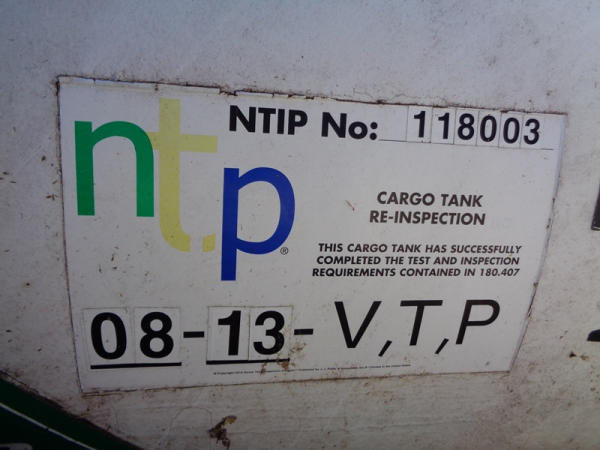 ntp®
NTIP No: 118003
CARGO TANK
RE-INSPECTION
THIS CARGO TANK HAS SUCCESSFULLY
COMPLETED THE TEST AND INSPECTION
REQUIREMENTS CONTAINED IN 180.407
08-13-V,T,P